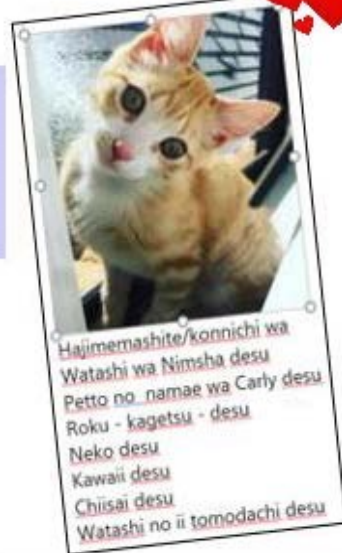 Hajimemashite/konnichi wa
Watashi wa Nimsha desu
Petto no namae wa Carly desu
Roku - kagetsu - desu
Neko desu
Kawaii desu
Chiisai desu
Watashi no ii tomodachi desu